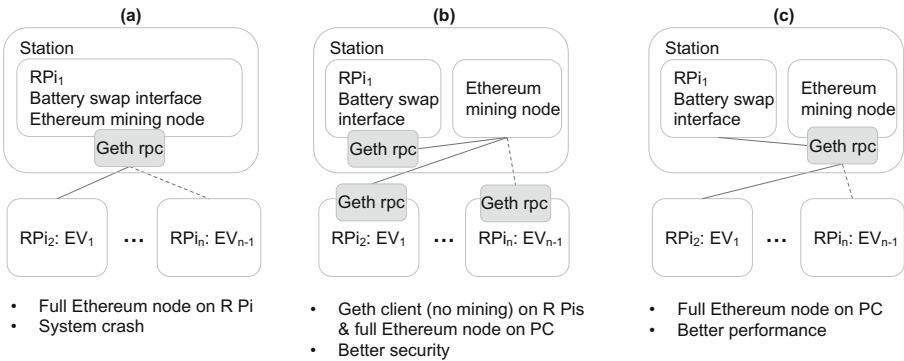 (a)
Station
RPi1
Battery swap interface
Ethereum mining node
Geth rpc
RPi2: EV1
...
RPin: EVn-1
• Full Ethereum node on R Pi
• System crash
(b)
Station
RPi1
Battery swap
interface
Ethereum
mining node
Geth rpc
Geth rpc
Geth rpc
RPi2: EV1
...
RPin: EVn-1
• Geth client (no mining) on R Pis
& full Ethereum node on PC
• Better security
(c)
Station
RPi1
Battery swap
interface
Ethereum
mining node
Geth rpc
RPi2: EV1
...
RPin: EVn-1
• Full Ethereum node on PC
• Better performance